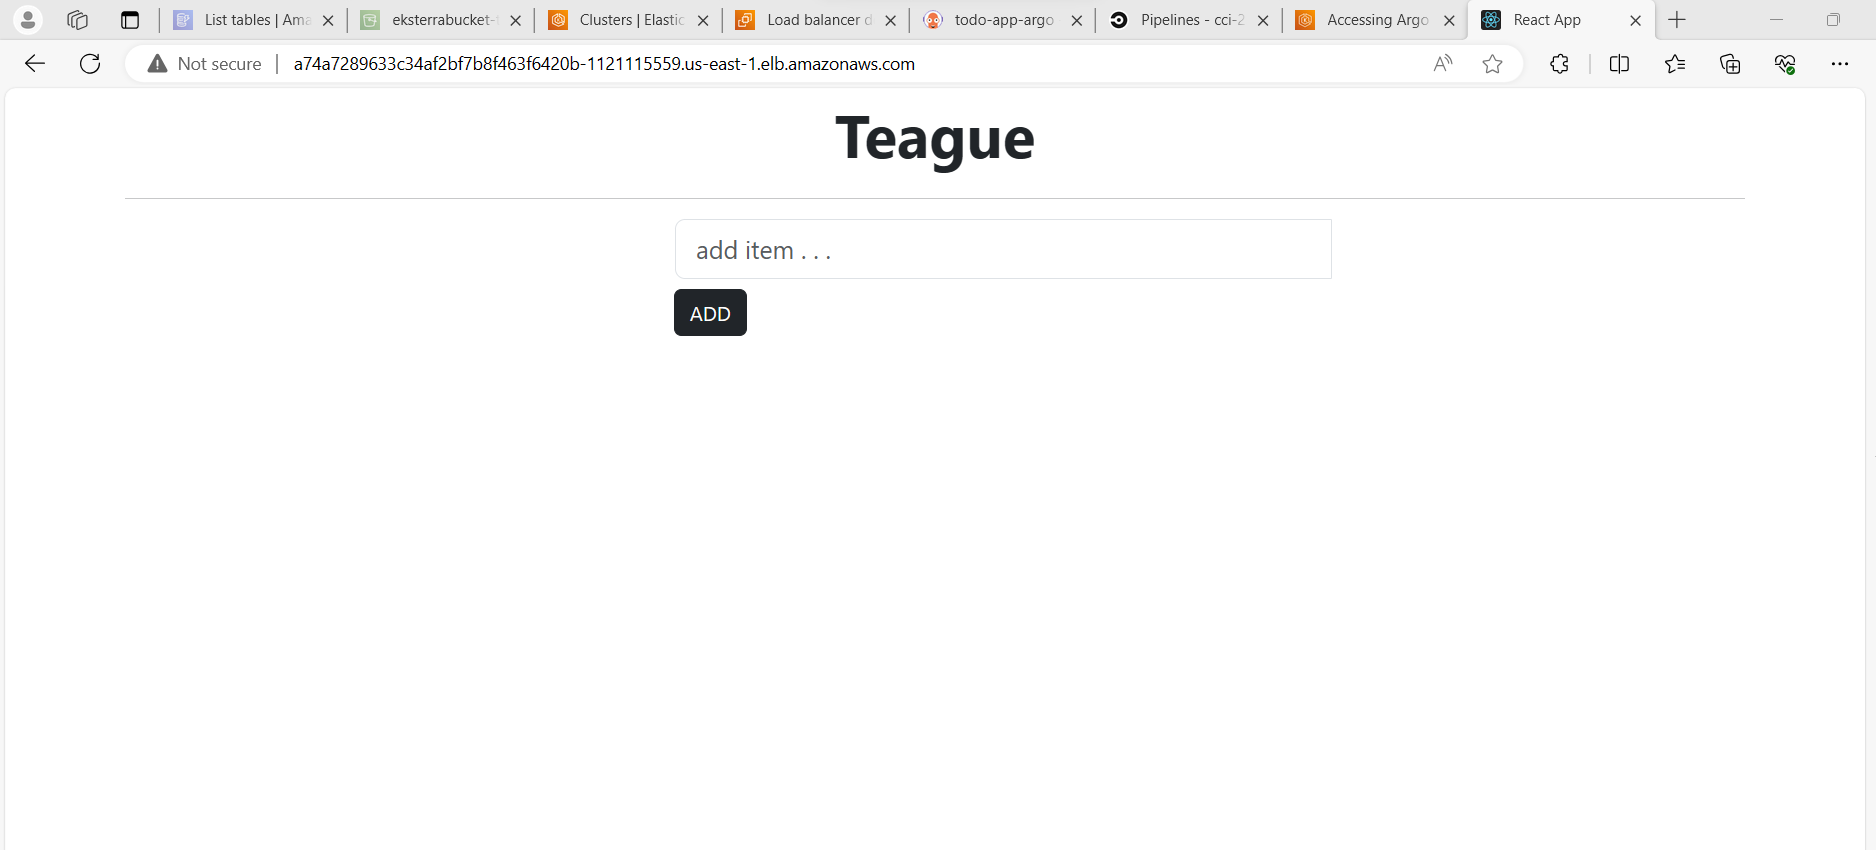 List tables | Ama
eksterrabucket-
Clusters | Elastic
Load balancer d
todo-app-argo
Pipelines - cci-2
Accessing Argo
React App
Not secure
a74a7289633c34af2bf7b8f463f6420b-1121115559.us-east-1.elb.amazonaws.com
Teague
add item . . .
ADD